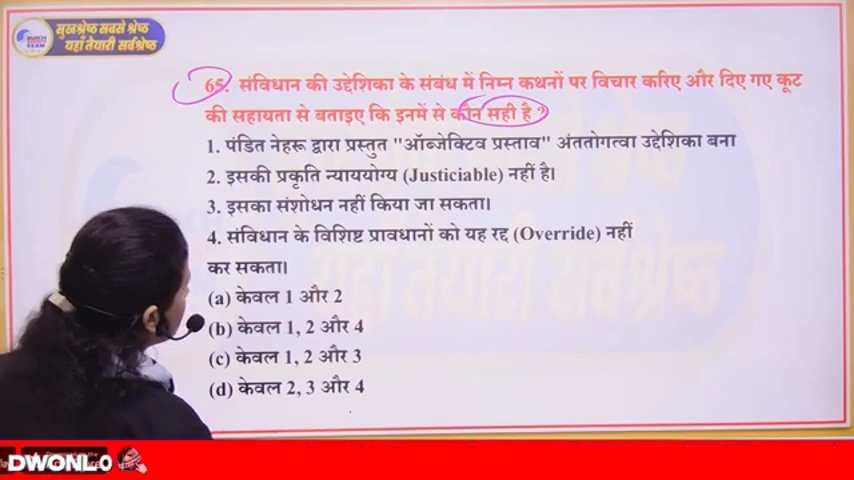 सुखश्रेष्ठ सबसे श्रेष्ठ
यहाँ तैयारी सर्वश्रेष्ठ
65. संविधान की उद्देशिका के संबंध में निम्न कथनों पर विचार करिए और दिए गए कूट
की सहायता से बताइए कि इनमें से कौन सही है ?
1. पंडित नेहरू द्वारा प्रस्तुत "ऑब्जेक्टिव प्रस्ताव" अंततोगत्वा उद्देशिका बना
2. इसकी प्रकृति न्याययोग्य (Justiciable) नहीं है।
3. इसका संशोधन नहीं किया जा सकता।
4. संविधान के विशिष्ट प्रावधानों को यह रद्द (Override) नहीं
कर सकता।
(a) केवल 1 और 2
(b) केवल 1, 2 और 4
(c) केवल 1, 2 और 3
(d) केवल 2, 3 और 4
DWONLO